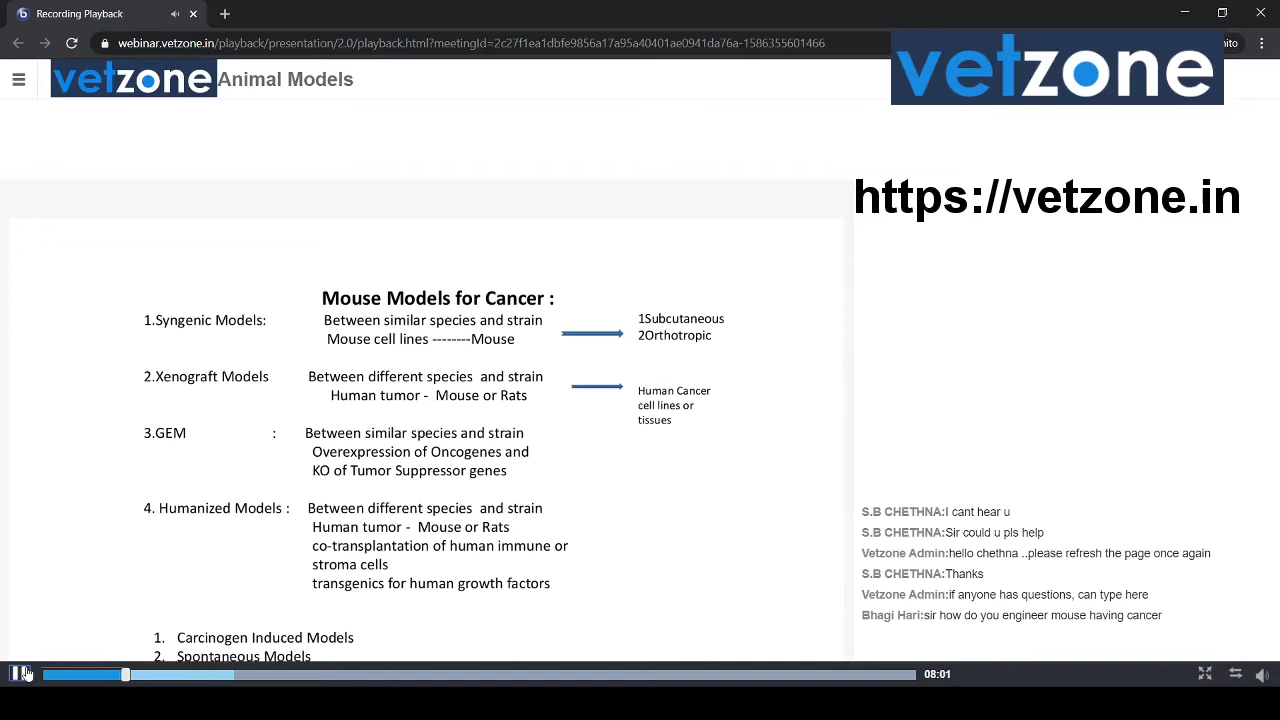 Recording Playback
webinar.vetzone.in/playback/presentation/2.0/playback.html?meetingId=2c27f1ea1dbfe9856a17a95a40401ae0941da76a-1586355601466
nito
vetzone Animal Models
vetzone
https://vetzone.in
Mouse Models for Cancer :
1.Syngenic Models: Between similar species and strain
Mouse cell lines --------Mouse
1Subcutaneous
2Orthotropic
2.Xenograft Models Between different species and strain
Human tumor - Mouse or Rats
Human Cancer
cell lines or
tissues
3.GEM : Between similar species and strain
Overexpression of Oncogenes and
KO of Tumor Suppressor genes
4. Humanized Models : Between different species and strain
Human tumor - Mouse or Rats
co-transplantation of human immune or
stroma cells
transgenics for human growth factors
1. Carcinogen Induced Models
2. Spontaneous Models
S.B CHETHNA:I cant hear u
S.B CHETHNA:Sir could u pls help
Vetzone Admin:hello chethna ..please refresh the page once again
S.B CHETHNA:Thanks
Vetzone Admin:if anyone has questions, can type here
Bhagi Hari:sir how do you engineer mouse having cancer
08:01